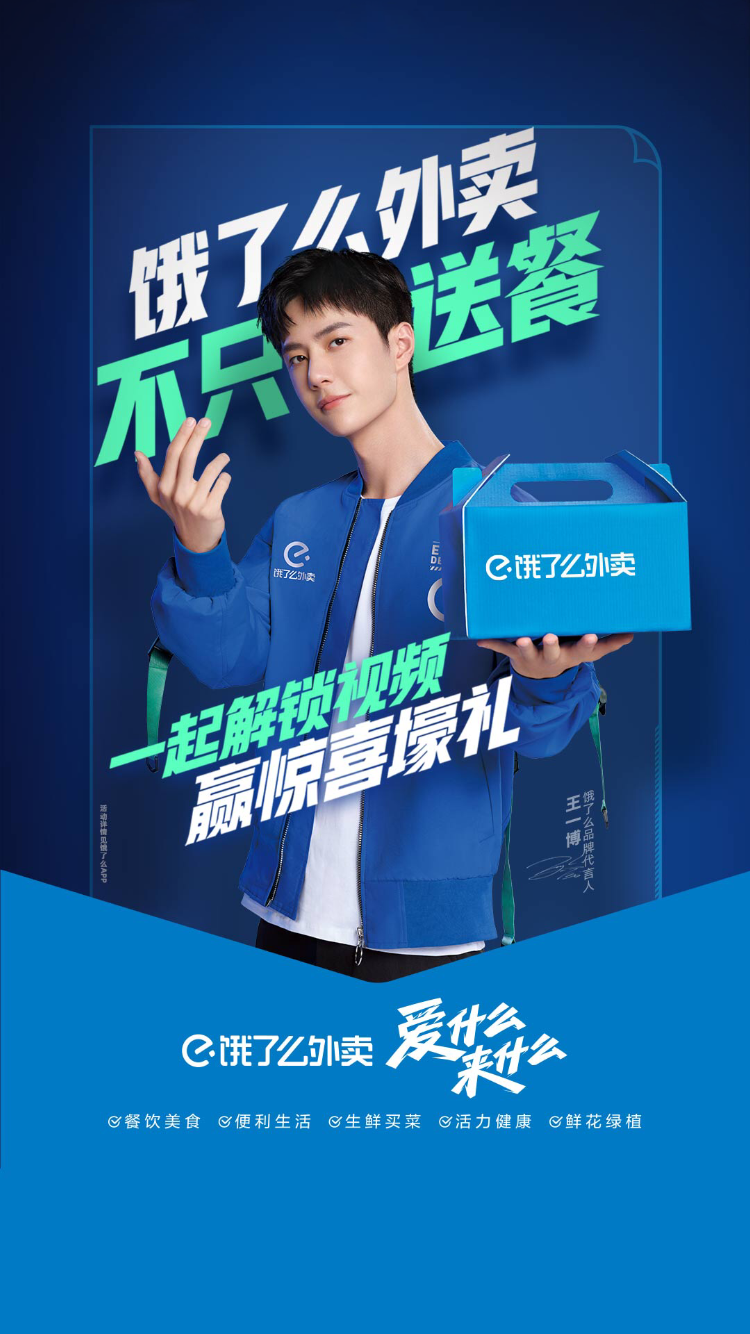 饿了么外卖
不只送餐
饿了么外卖
E
DE
饿了么外卖
一起解锁视频
赢惊喜壕礼
活动详情见饿了么APP
饿了么品牌代言人
王一博
饿了么外卖
爱什么
来什么
餐饮美食 便利生活 生鲜买菜 活力健康 鲜花绿植